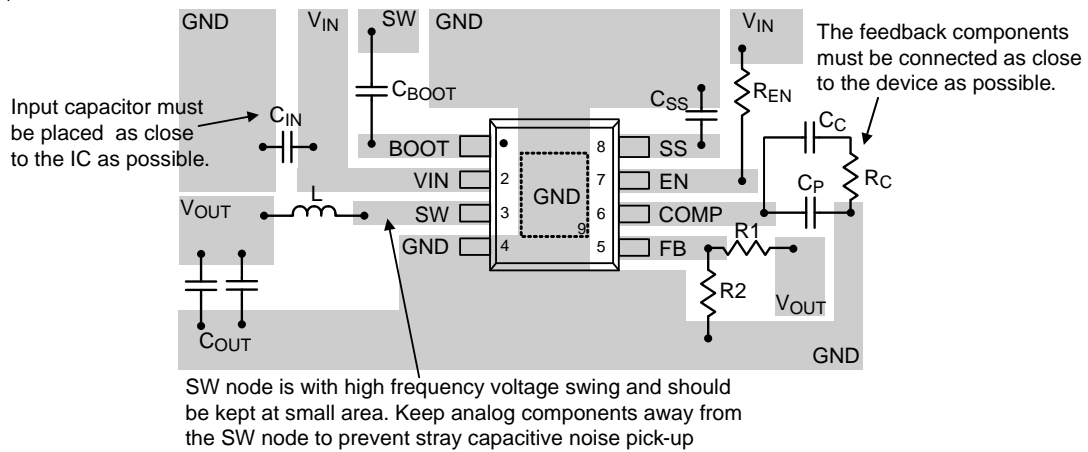 GND
VIN
SW
GND
VIN
The feedback components
must be connected as close
to the device as possible.
CBOOT
CSS
REN
Input capacitor must
be placed as close
to the IC as possible.
CIN
CC
BOOT
8
SS
VIN
2
GND
7
EN
CP
RC
VOUT
L
SW
3
6
COMP
9
GND
4
5
FB
R1
R2
VOUT
COUT
GND
SW node is with high frequency voltage swing and should
be kept at small area. Keep analog components away from
the SW node to prevent stray capacitive noise pick-up